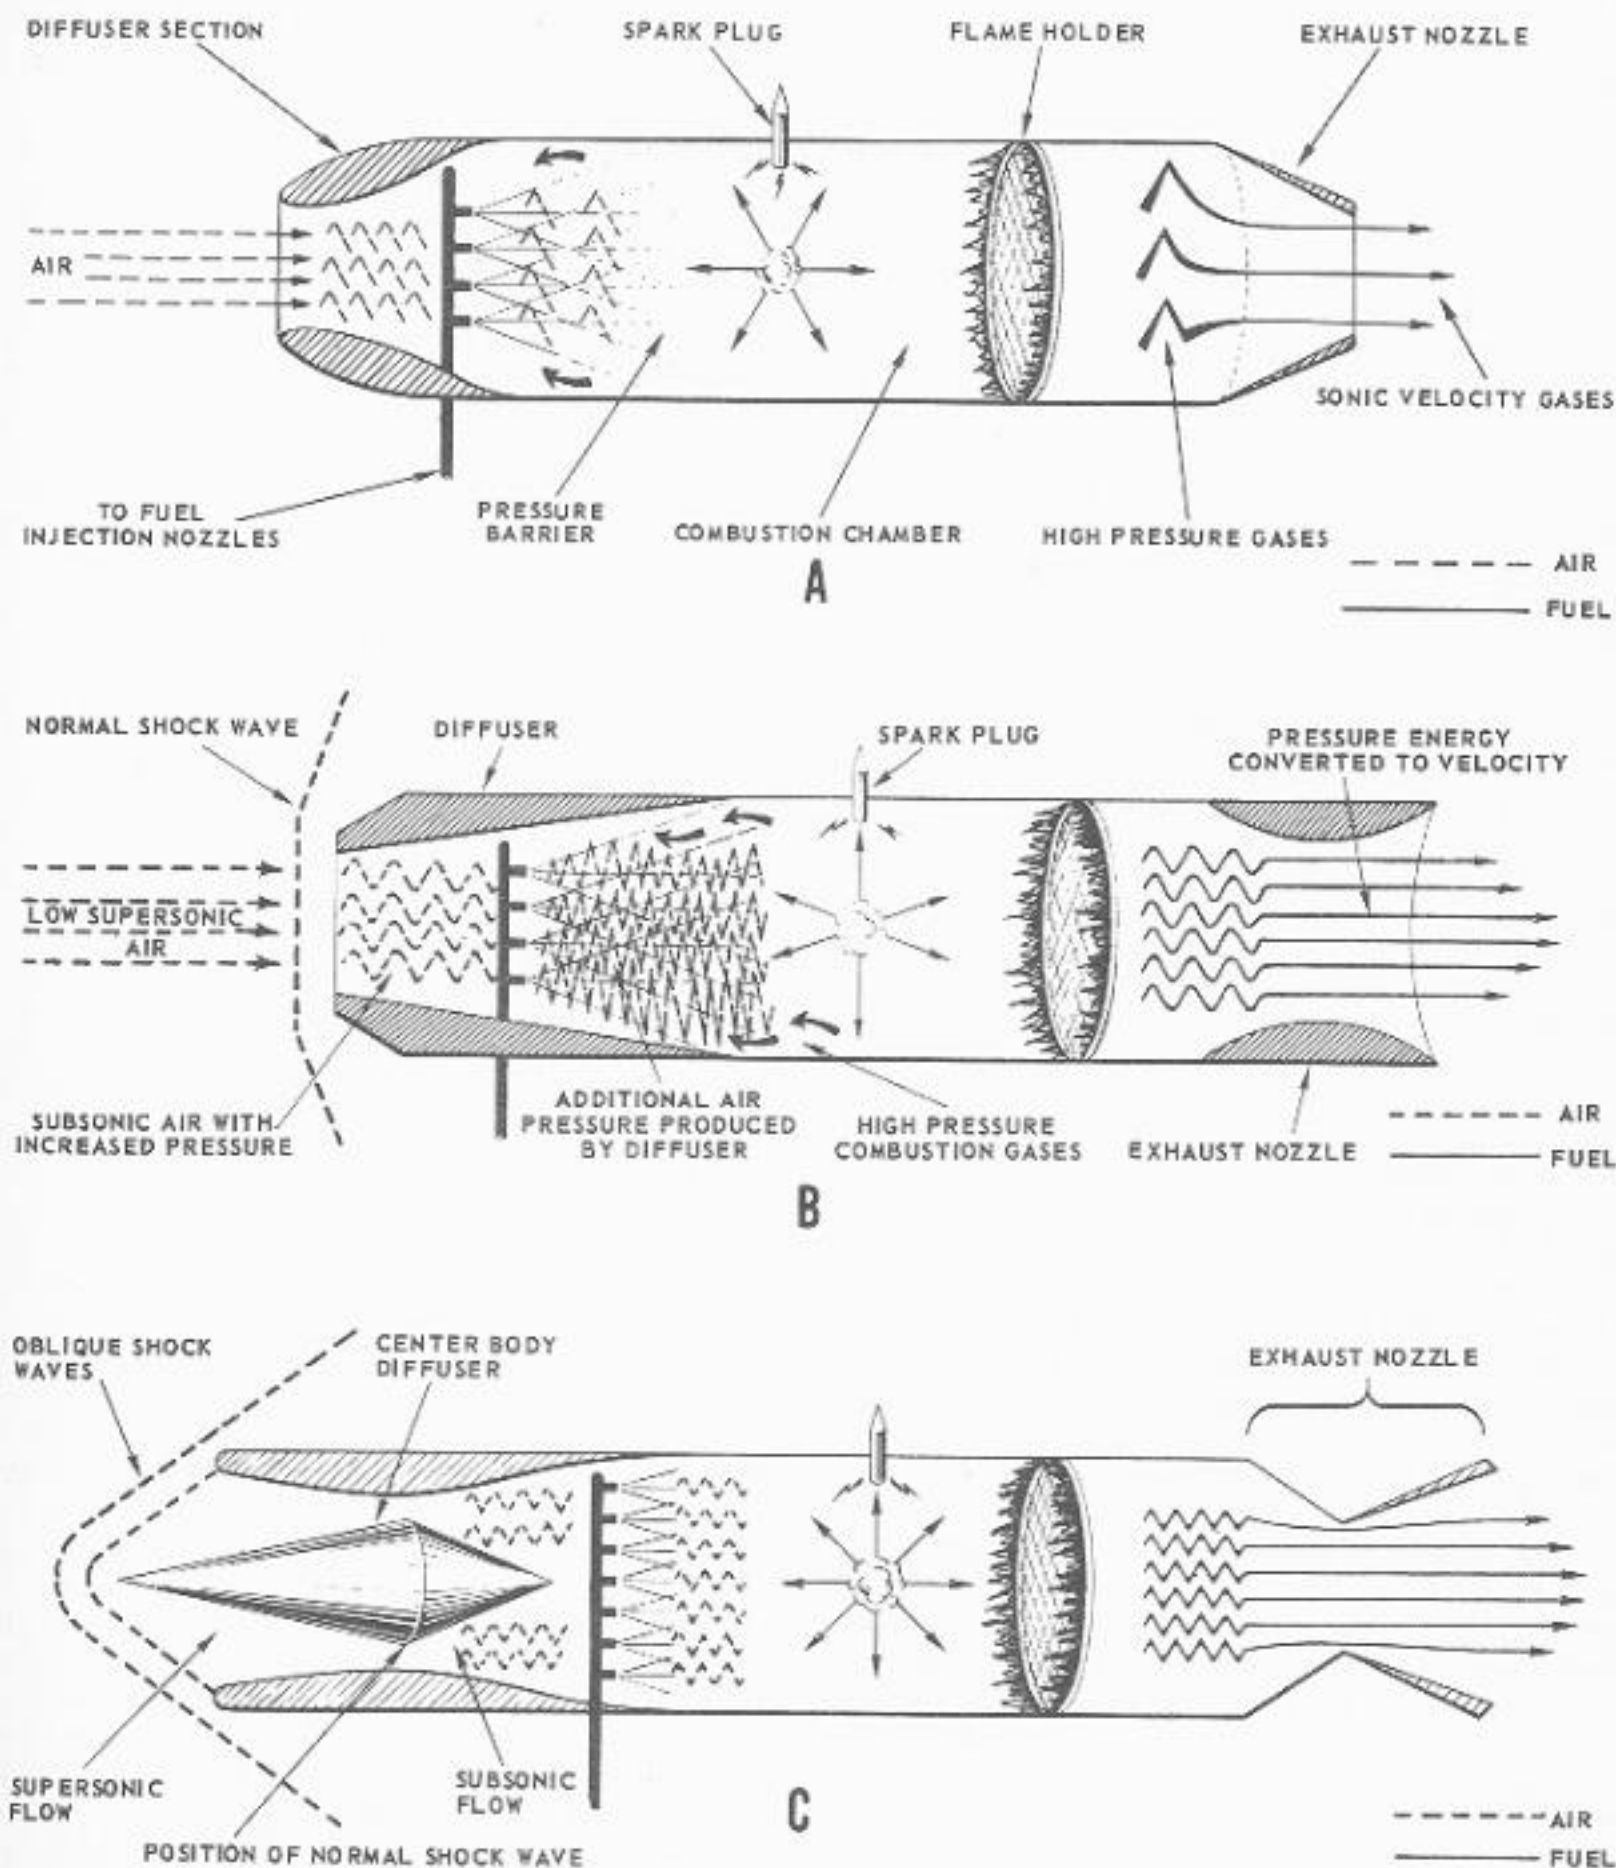 DIFFUSER SECTION
SPARK PLUG
FLAME HOLDER
EXHAUST NOZZLE
AIR
SONIC VELOCITY GASES
TO FUEL
INJECTION NOZZLES
PRESSURE
BARRIER
COMBUSTION CHAMBER
HIGH PRESSURE GASES
AIR
FUEL
A
NORMAL SHOCK WAVE
DIFFUSER
SPARK PLUG
PRESSURE ENERGY
CONVERTED TO VELOCITY
LOW SUPERSONIC
AIR
SUBSONIC AIR WITH
INCREASED PRESSURE
ADDITIONAL AIR
PRESSURE PRODUCED
BY DIFFUSER
HIGH PRESSURE
COMBUSTION GASES
EXHAUST NOZZLE
AIR
FUEL
B
OBLIQUE SHOCK
WAVES
CENTER BODY
DIFFUSER
EXHAUST NOZZLE
SUPERSONIC
FLOW
SUBSONIC
FLOW
POSITION OF NORMAL SHOCK WAVE
C
AIR
FUEL